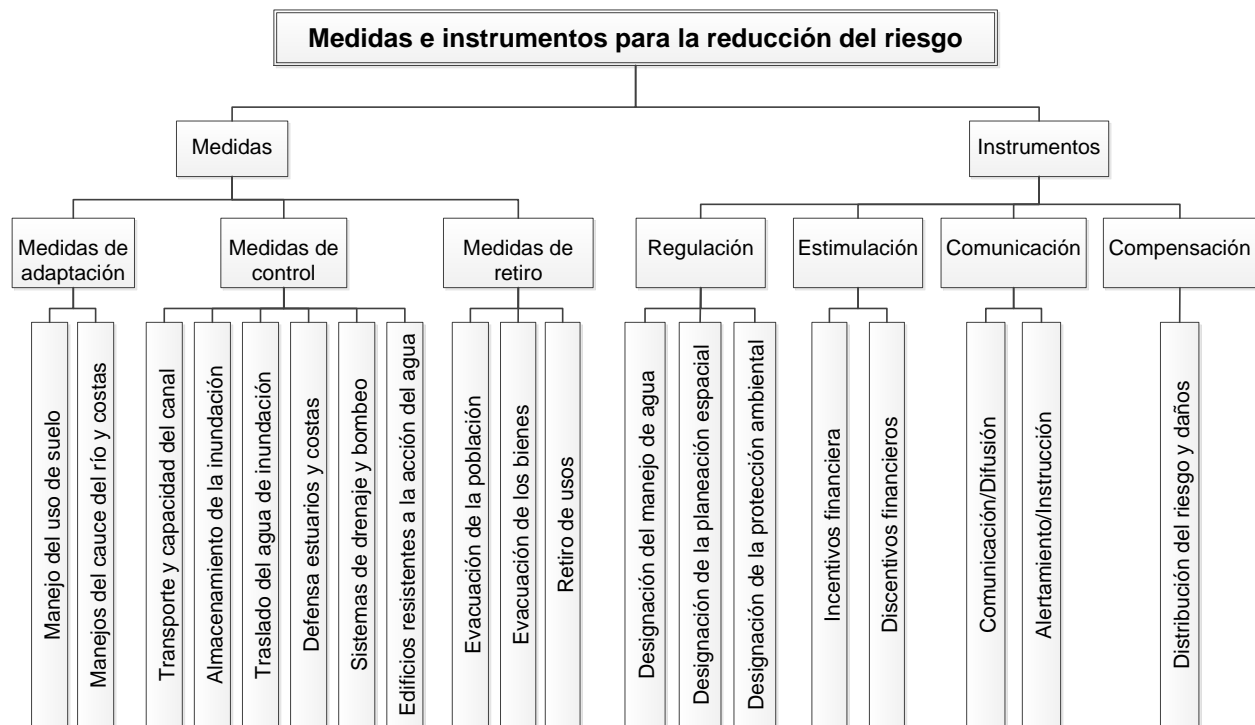 Medidas e instrumentos para la reducción del riesgo
Medidas
Instrumentos
Medidas de
adaptación
Medidas de
control
Medidas de
retiro
Regulación
Estimulación
Comunicación
Compensación
Manejo del uso de suelo
Manejos del cauce del río y costas
Transporte y capacidad del canal
Almacenamiento de la inundación
Traslado del agua de inundación
Defensa estuarios y costas
Sistemas de drenaje y bombeo
Edificios resistentes a la acción del agua
Evacuación de la población
Evacuación de los bienes
Retiro de usos
Designación del manejo de agua
Designación de la planeación espacial
Designación de la protección ambiental
Incentivos financiera
Discentivos financieros
Comunicación/Difusión
Alertamiento/Instrucción
Distribución del riesgo y daños